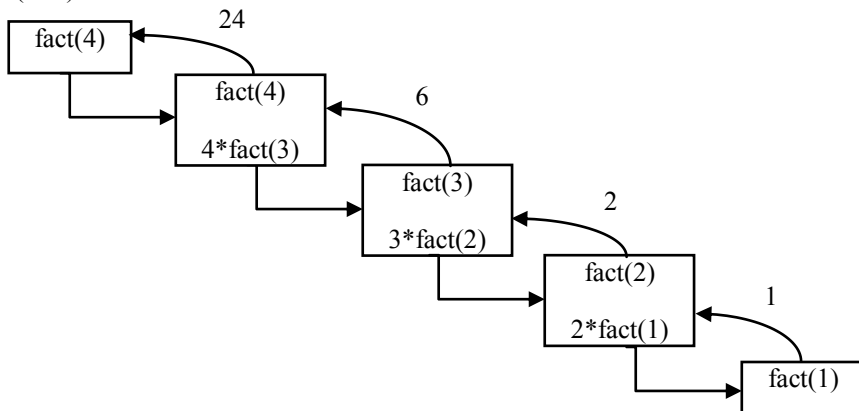 24
fact(4)
fact(4)
6
4*fact(3)
fact(3)
2
3*fact(2)
fact(2)
1
2*fact(1)
fact(1)